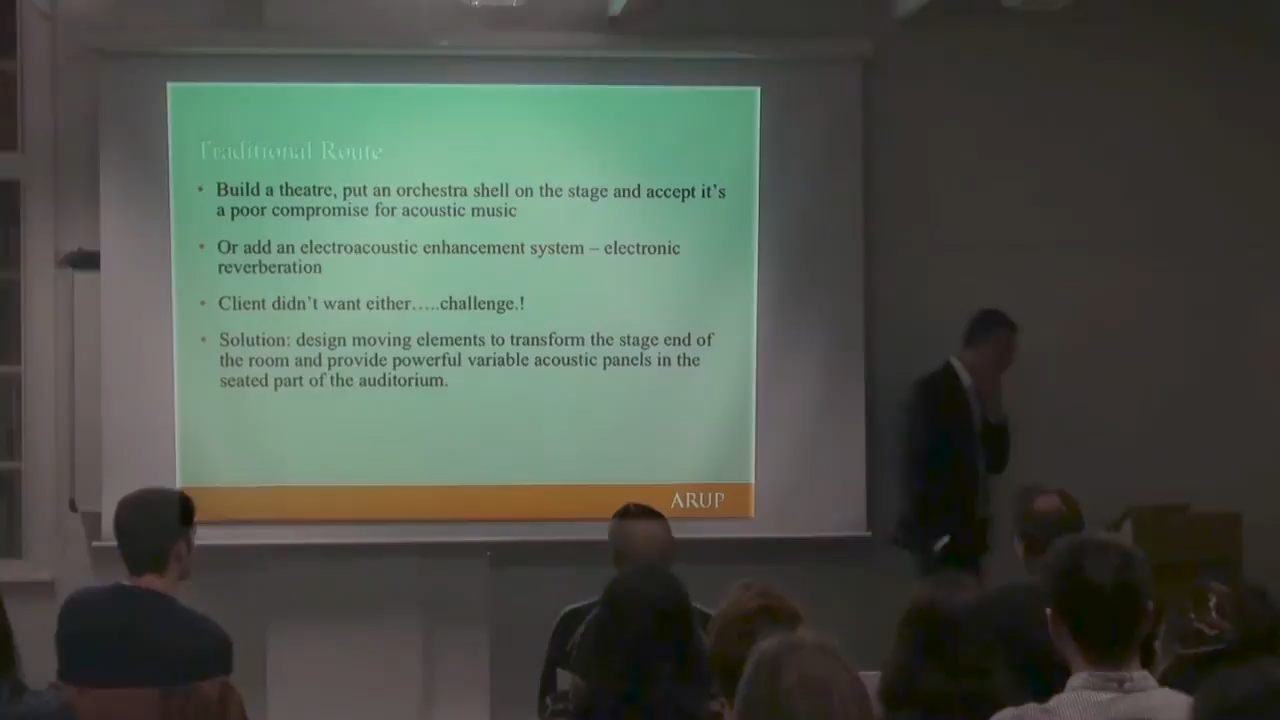 Traditional Route
• Build a theatre, put an orchestra shell on the stage and accept it's
a poor compromise for acoustic music
• Or add an electroacoustic enhancement system – electronic
reverberation
• Client didn't want either…..challenge.!
• Solution: design moving elements to transform the stage end of
the room and provide powerful variable acoustic panels in the
seated part of the auditorium.
ARUP